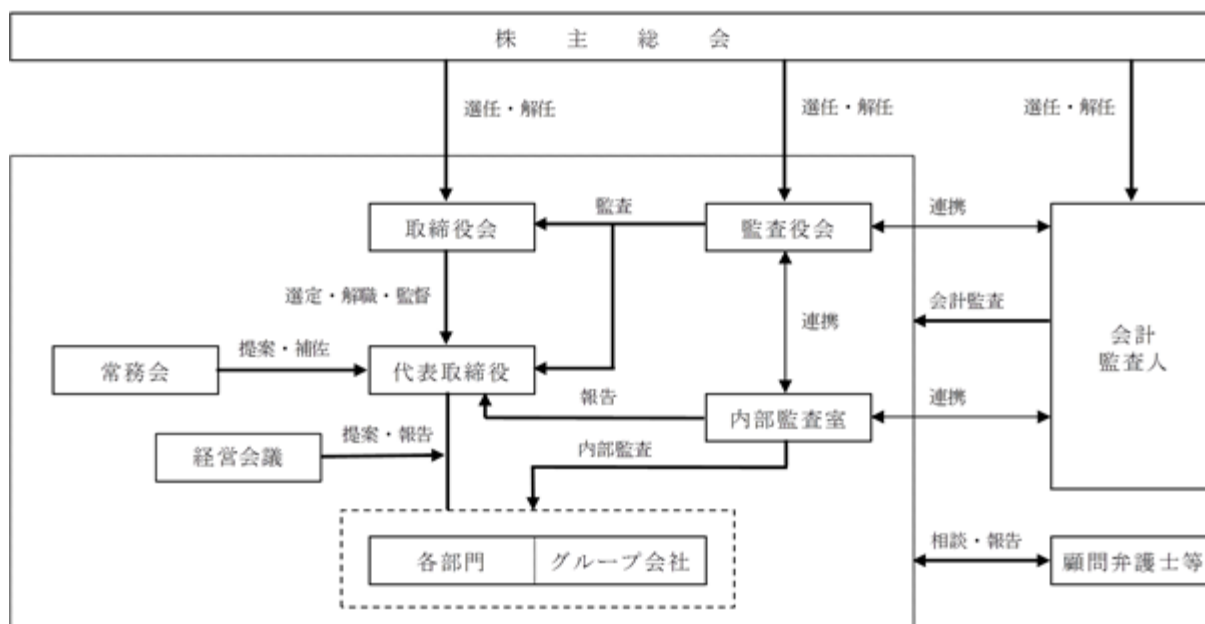 株主総会
選任・解任
選任・解任
選任・解任
取締役会
監査
監査役会
連携
選定・解職・監督
会計監査
連携
会計
監査人
提案・補佐
常務会
代表取締役
報告
内部監査室
連携
提案・報告
経営会議
内部監査
各部門
グループ会社
相談・報告
顧問弁護士等